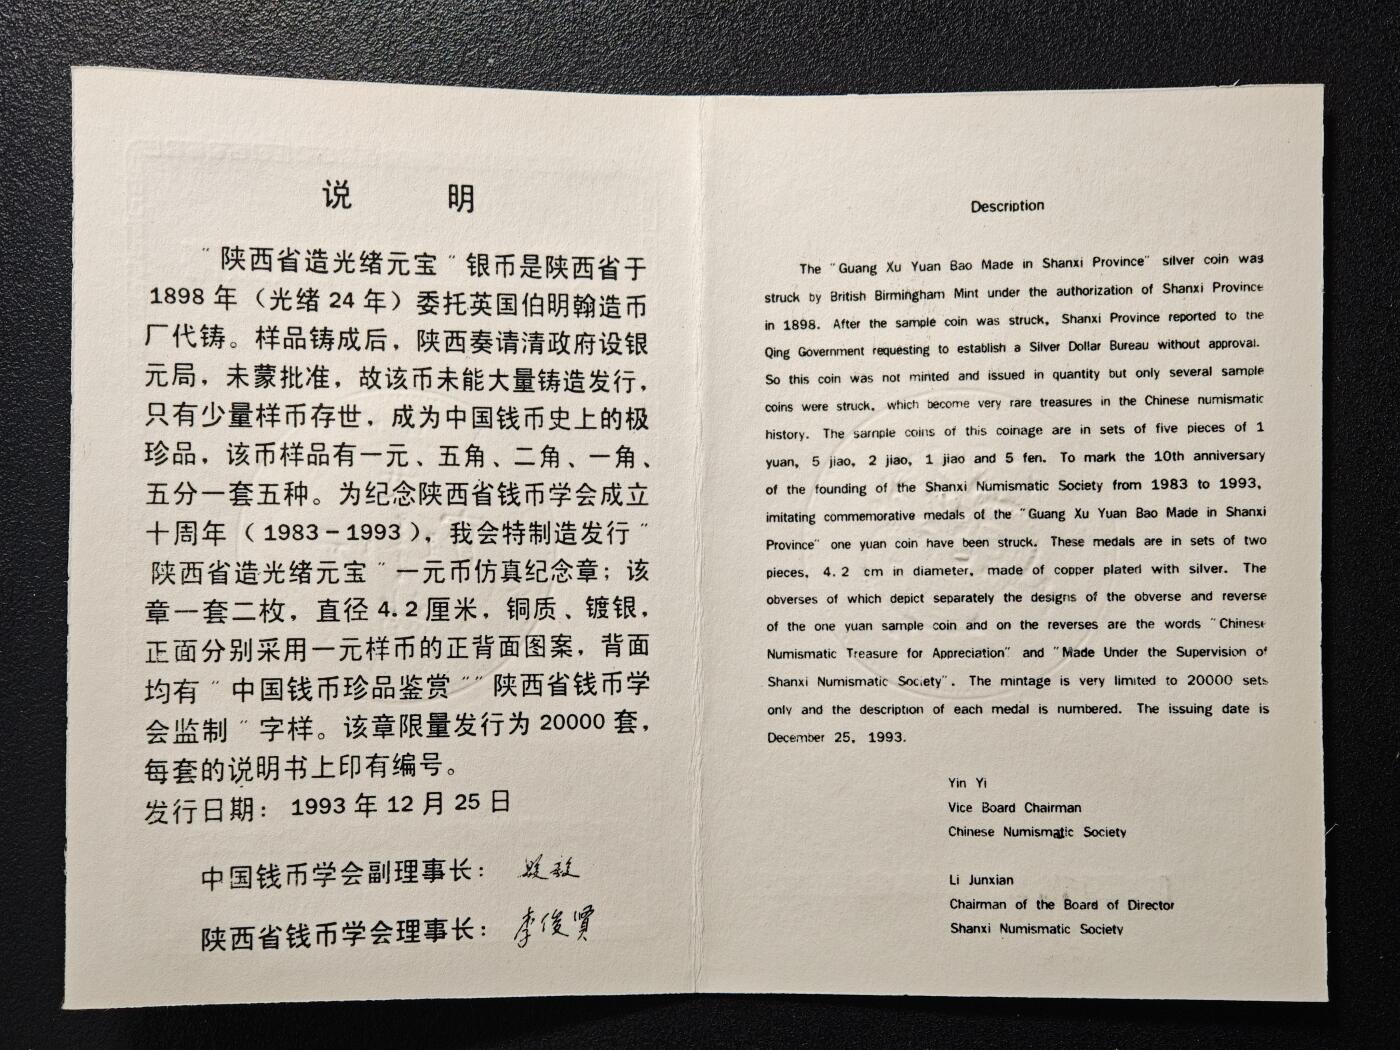 说 明
"陕西省造光绪元宝"银币是陕西省于
1898年（光绪24年）委托英国伯明翰造币
厂代铸。样品铸成后，陕西奏请清政府设银
元局，未蒙批准，故该币未能大量铸造发行，
只有少量样币存世，成为中国钱币史上的极
珍品，该币样品有一元、五角、二角、一角、
五分一套五种。为纪念陕西省钱币学会成立
十周年（1983-1993），我会特制造发行"
陕西省造光绪元宝"一元币仿真纪念章；该
章一套二枚，直径4.2厘米，铜质、镀银，
正面分别采用一元样币的正背面图案，背面
均有"中国钱币珍品鉴赏""陕西省钱币学
会监制"字样。该章限量发行为20000套，
每套的说明书上印有编号。
发行日期：1993年12月25日
中国钱币学会副理事长：
陕西省钱币学会理事长：李俊贤
Description
The "Guang Xu Yuan Bao Made in Shanxi Province" silver coin was
struck by British Birmingham Mint under the authorization of Shanxi Province
in 1898. After the sample coin was struck, Shanxi Province reported to the
Qing Government requesting to establish a Silver Dollar Bureau without approval.
So this coin was not minted and issued in quantity but only several sample
coins were struck, which become very rare treasures in the Chinese numismatic
history. The sample coins of this coinage are in sets of five pieces of 1
yuan, 5 jiao, 2 jiao, 1 jiao and 5 fen. To mark the 10th anniversary
of the founding of the Shanxi Numismatic Society from 1983 to 1993,
imitating commemorative medals of the "Guang Xu Yuan Bao Made in Shanxi
Province" one yuan coin have been struck. These medals are in sets of two
pieces, 4.2 cm in diameter, made of copper plated with silver. The
obverses of which depict separately the designs of the obverse and reverse
of the one yuan sample coin and on the reverses are the words "Chinese
Numismatic Treasure for Appreciation" and "Made Under the Supervision of
Shanxi Numismatic Society". The mintage is very limited to 20000 sets
only and the description of each medal is numbered. The issuing date is
December 25, 1993.
Yin Yi
Vice Board Chairman
Chinese Numismatic Society
Li Junxian
Chairman of the Board of Director
Shanxi Numismatic Society